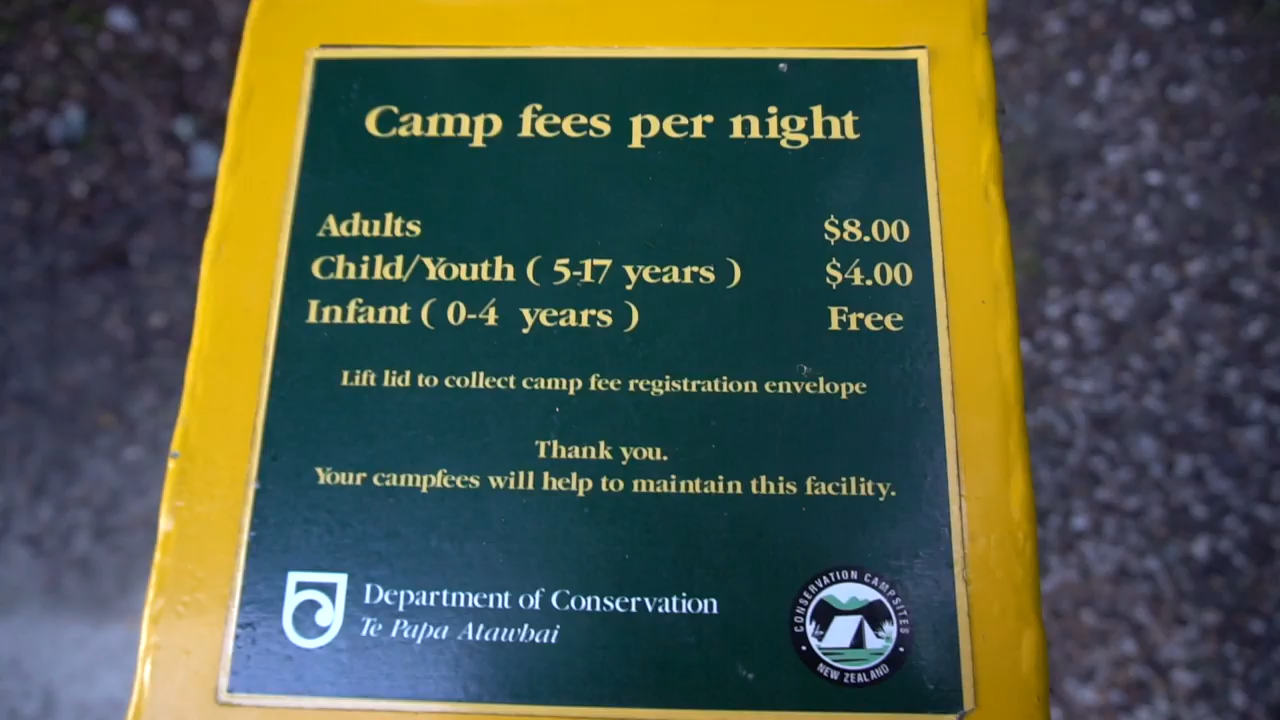 Camp fees per night
Adults $8.00
Child/Youth ( 5-17 years ) $4.00
Infant ( 0-4 years ) Free
Lift lid to collect camp fee registration envelope
Thank you.
Your campfees will help to maintain this facility.
Department of Conservation
Te Papa Atawhai
CONSERVATION CAMPSITES
NEW ZEALAND